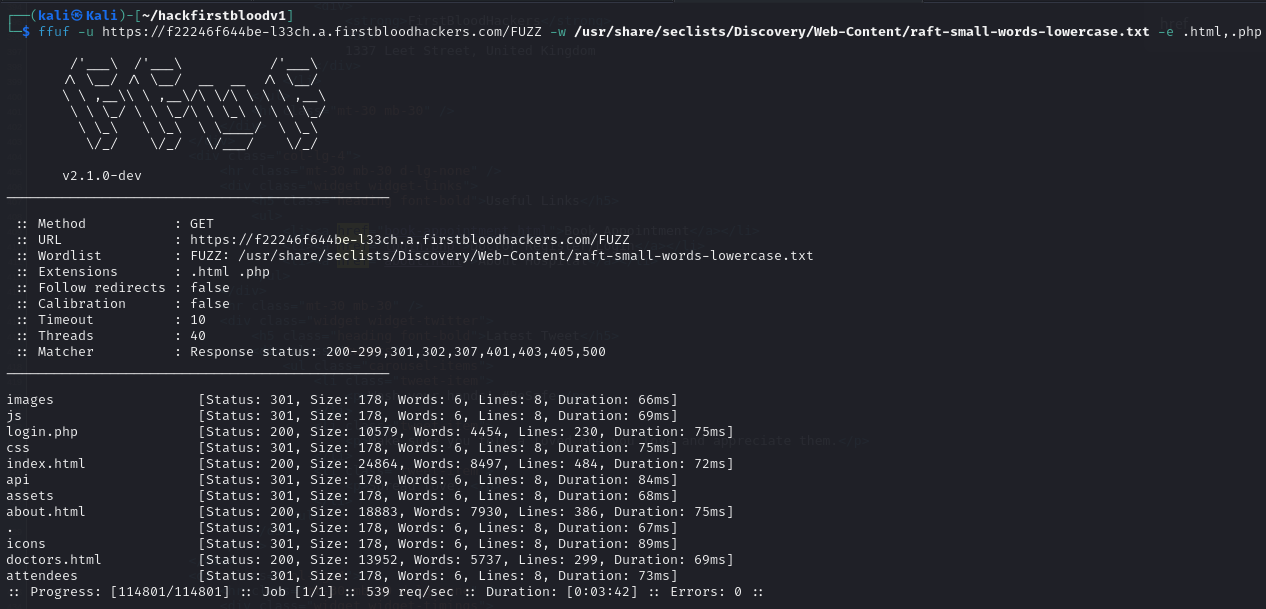 ┌──(kali㉿Kali)-[~/hackfirstbloodv1]
└─$ ffuf -u https://f22246f644be-l33ch.a.firstbloodhackers.com/FUZZ -w /usr/share/seclists/Discovery/Web-Content/raft-small-words-lowercase.txt -e .html,.php
1337 Leet Street, United Kingdom
v2.1.0-dev
:: Method : GET
:: URL : https://f22246f644be-l33ch.a.firstbloodhackers.com/FUZZ
:: Wordlist : FUZZ: /usr/share/seclists/Discovery/Web-Content/raft-small-words-lowercase.txt
:: Extensions : .html .php
:: Follow redirects : false
:: Calibration : false
:: Timeout : 10
:: Threads : 40
:: Matcher : Response status: 200-299,301,302,307,401,403,405,500
images [Status: 301, Size: 178, Words: 6, Lines: 8, Duration: 66ms]
js [Status: 301, Size: 178, Words: 6, Lines: 8, Duration: 69ms]
login.php [Status: 200, Size: 10579, Words: 4454, Lines: 230, Duration: 75ms]
css [Status: 301, Size: 178, Words: 6, Lines: 8, Duration: 75ms]
index.html [Status: 200, Size: 24864, Words: 8497, Lines: 484, Duration: 72ms]
api [Status: 301, Size: 178, Words: 6, Lines: 8, Duration: 84ms]
assets [Status: 301, Size: 178, Words: 6, Lines: 8, Duration: 68ms]
about.html [Status: 200, Size: 18883, Words: 7930, Lines: 386, Duration: 75ms]
. [Status: 301, Size: 178, Words: 6, Lines: 8, Duration: 67ms]
icons [Status: 301, Size: 178, Words: 6, Lines: 8, Duration: 89ms]
doctors.html [Status: 200, Size: 13952, Words: 5737, Lines: 299, Duration: 69ms]
attendees [Status: 301, Size: 178, Words: 6, Lines: 8, Duration: 73ms]
:: Progress: [114801/114801] :: Job [1/1] :: 539 req/sec :: Duration: [0:03:42] :: Errors: 0 ::